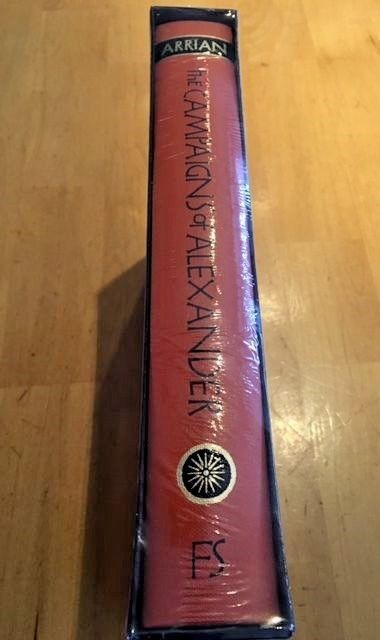 ARRIAN
THE CAMPAIGNS of ALEXANDER
FS